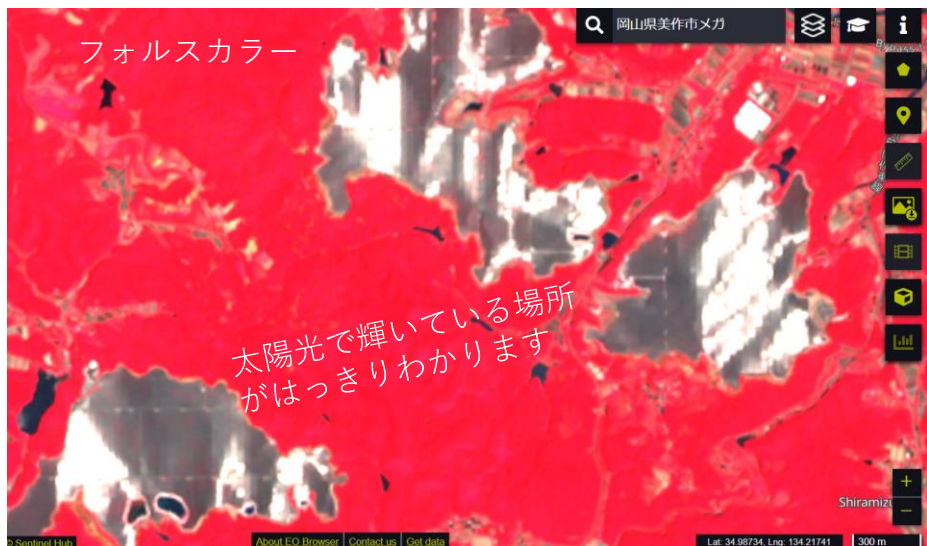 フォルスカラー
岡山県美作市メガ
太陽光で輝いている場所
がはっきりわかります
Shiramizu
© Sentinel Hub
About EO Browser
Contact us
Get data
Lat: 34.98734, Lng: 134.21741
300 m